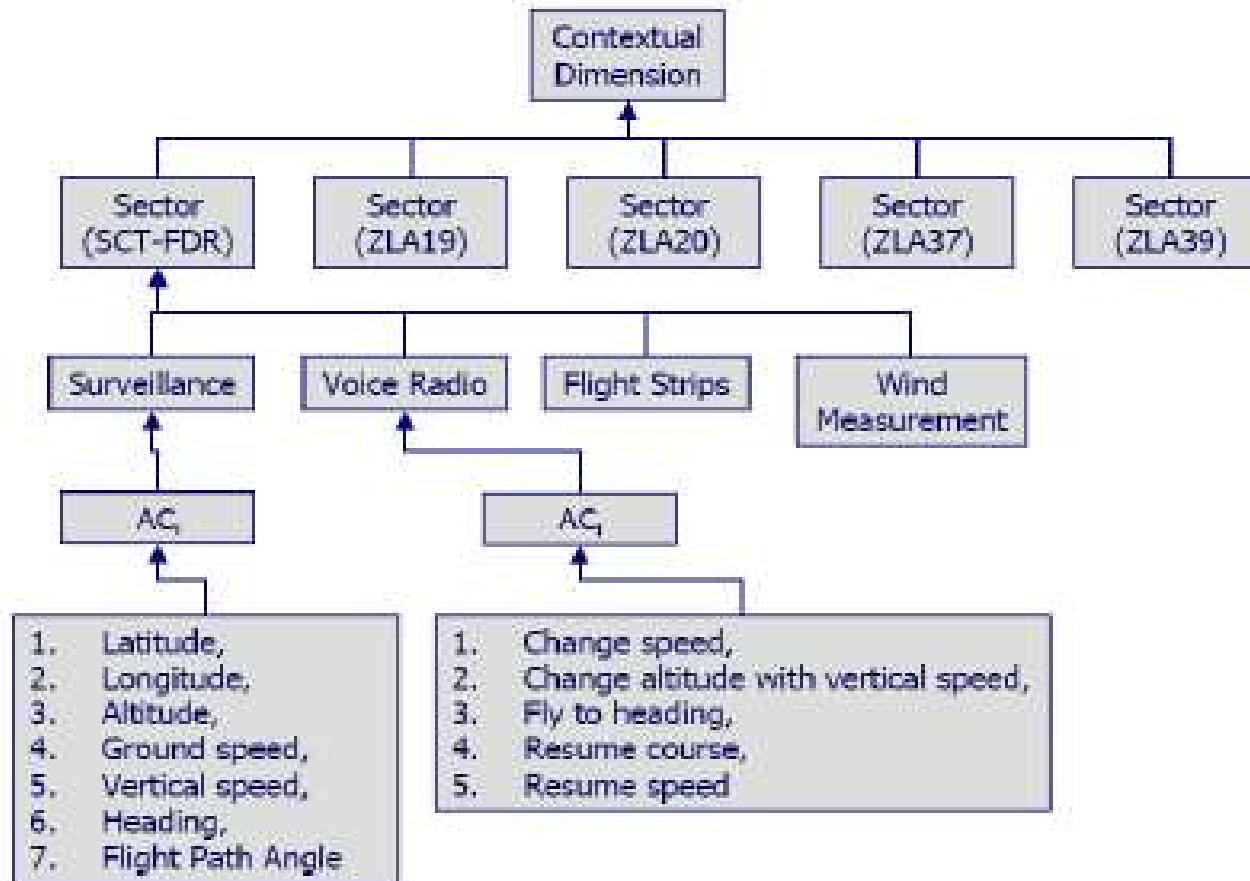 Contextual
Dimension
Sector
(SCT-FDR)
Sector
(ZLA19)
Sector
(ZLA20)
Sector
(ZLA37)
Sector
(ZLA39)
Surveillance
Voice Radio
Flight Strips
Wind
Measurement
ACi
ACi
1. Latitude,
2. Longitude,
3. Altitude,
4. Ground speed,
5. Vertical speed,
6. Heading,
7. Flight Path Angle
1. Change speed,
2. Change altitude with vertical speed,
3. Fly to heading,
4. Resume course,
5. Resume speed